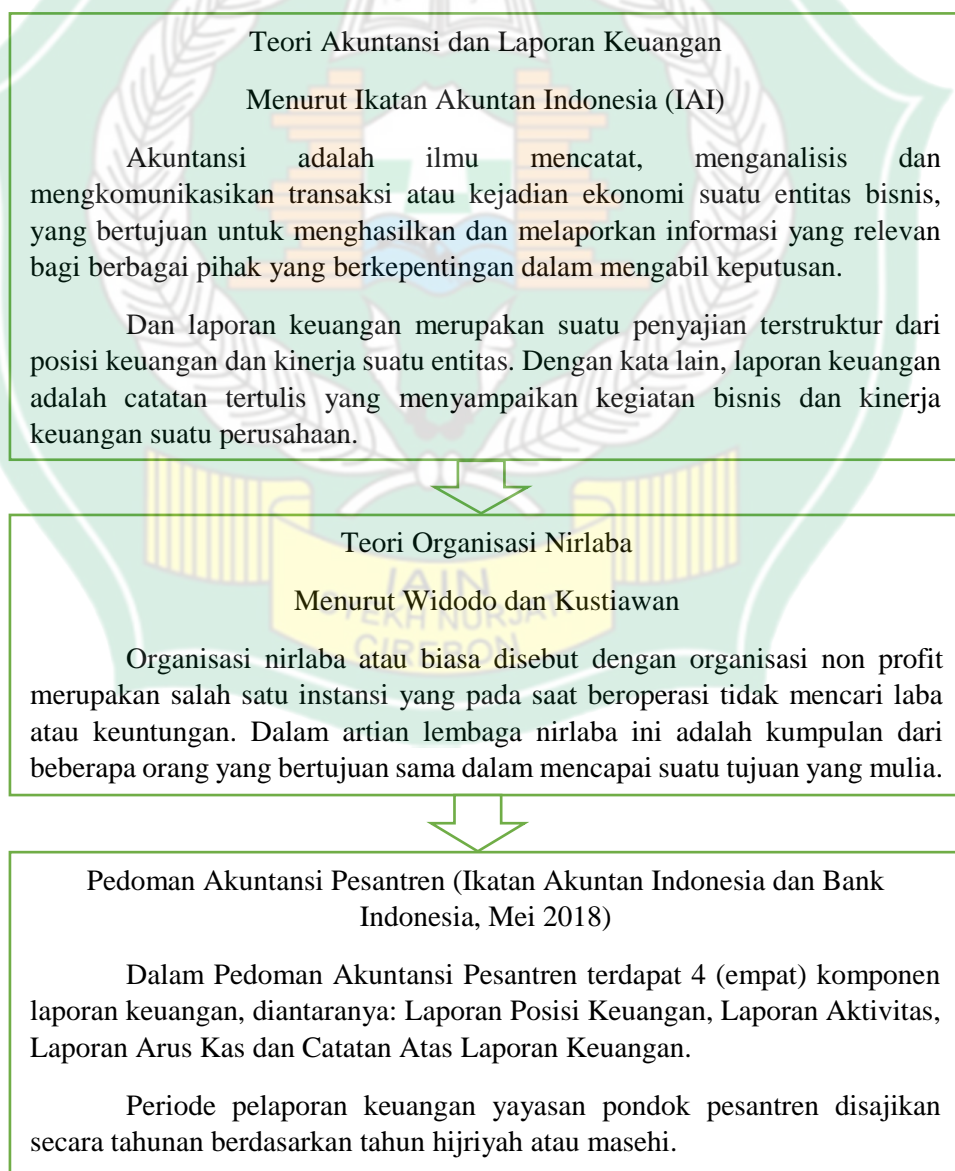 Teori Akuntansi dan Laporan Keuangan
Menurut Ikatan Akuntan Indonesia (IAI)
Akuntansi adalah ilmu mencatat, menganalisis dan
mengkomunikasikan transaksi atau kejadian ekonomi suatu entitas bisnis,
yang bertujuan untuk menghasilkan dan melaporkan informasi yang relevan
bagi berbagai pihak yang berkepentingan dalam mengabil keputusan.
Dan laporan keuangan merupakan suatu penyajian terstruktur dari
posisi keuangan dan kinerja suatu entitas. Dengan kata lain, laporan keuangan
adalah catatan tertulis yang menyampaikan kegiatan bisnis dan kinerja
keuangan suatu perusahaan.
Teori Organisasi Nirlaba
IAIN
Menurut Widodo dan Kustiawan
SYEKH NURJATI
CIREBON
Organisasi nirlaba atau biasa disebut dengan organisasi non profit
merupakan salah satu instansi yang pada saat beroperasi tidak mencari laba
atau keuntungan. Dalam artian lembaga nirlaba ini adalah kumpulan dari
beberapa orang yang bertujuan sama dalam mencapai suatu tujuan yang mulia.
Pedoman Akuntansi Pesantren (Ikatan Akuntan Indonesia dan Bank
Indonesia, Mei 2018)
Dalam Pedoman Akuntansi Pesantren terdapat 4 (empat) komponen
laporan keuangan, diantaranya: Laporan Posisi Keuangan, Laporan Aktivitas,
Laporan Arus Kas dan Catatan Atas Laporan Keuangan.
Periode pelaporan keuangan yayasan pondok pesantren disajikan
secara tahunan berdasarkan tahun hijriyah atau masehi.